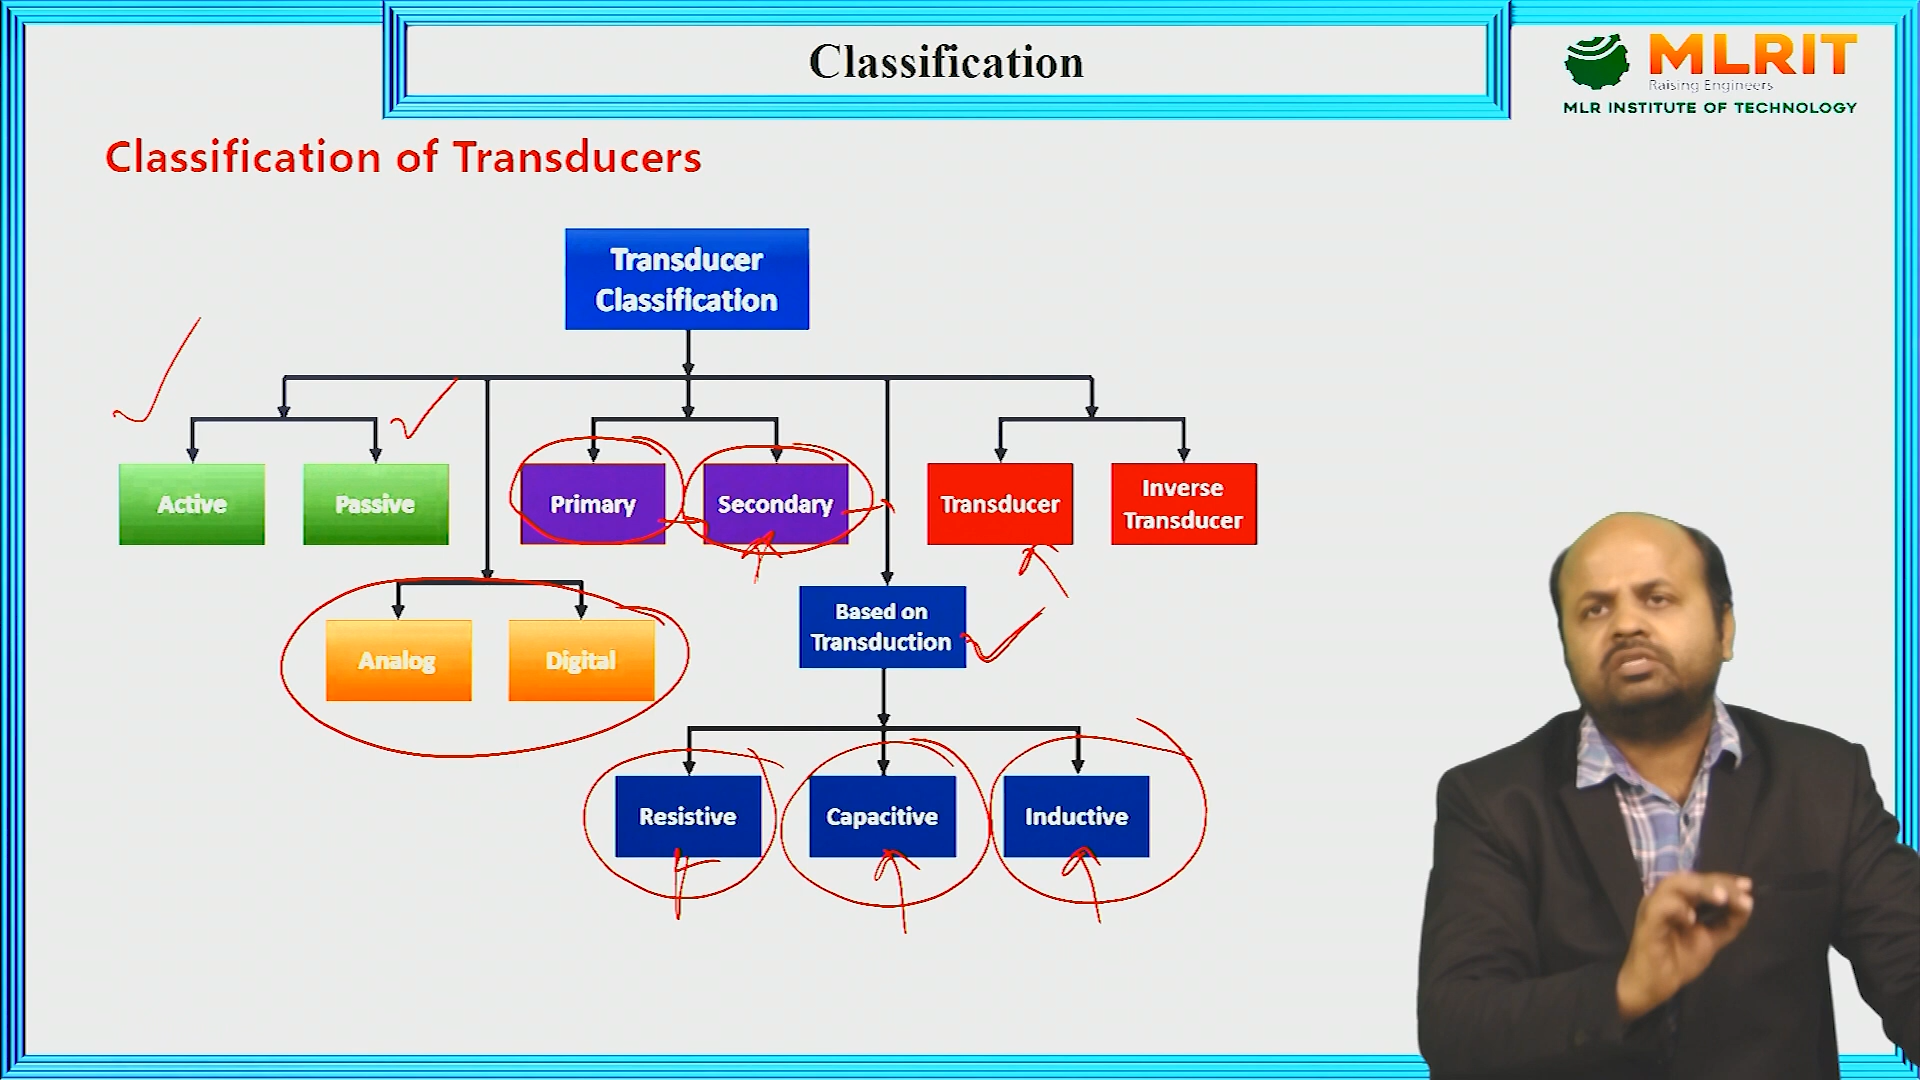 Classification
MLRIT
Raising Engineers
MLR INSTITUTE OF TECHNOLOGY
Classification of Transducers
Transducer
Classification
Active
Passive
Primary
Secondary
Transducer
Inverse
Transducer
Analog
Digital
Based on
Transduction
Resistive
Capacitive
Inductive